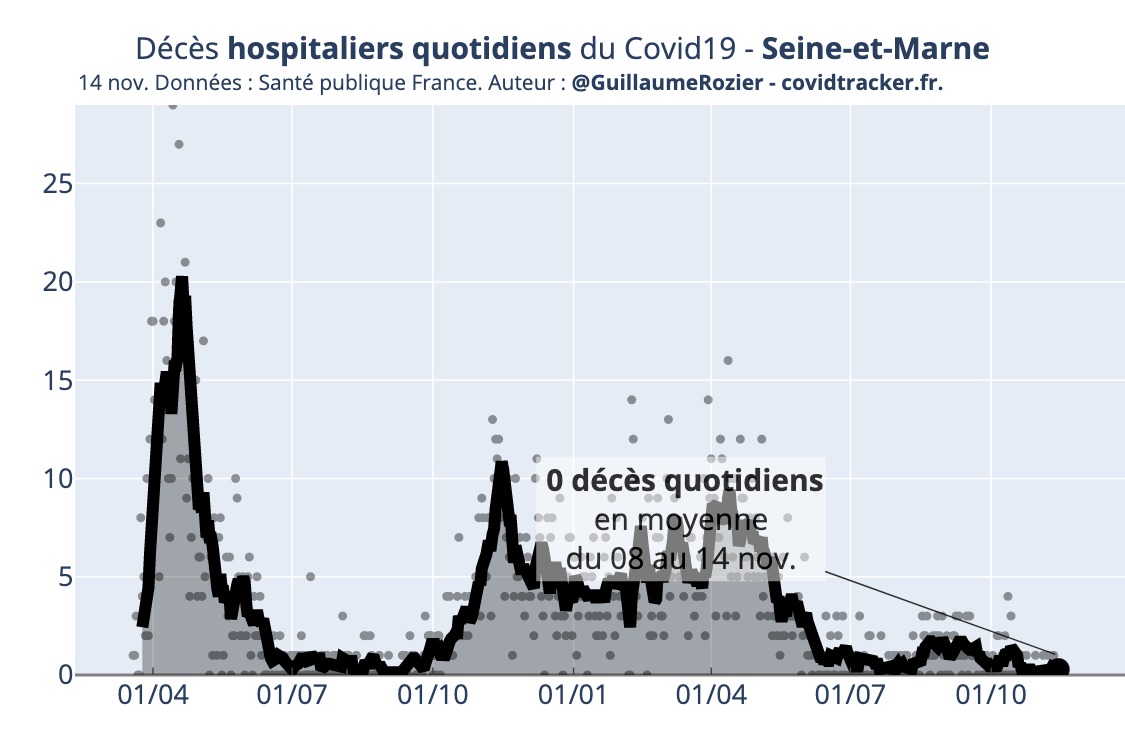 Décès hospitaliers quotidiens du Covid19 - Seine-et-Marne
14 nov. Données : Santé publique France. Auteur : @GuillaumeRozier - covidtracker.fr.
25
20
15
10
5
0
0 décès quotidiens
en moyenne
du 08 au 14 nov.
01/04 01/07 01/10 01/01 01/04 01/07 01/10